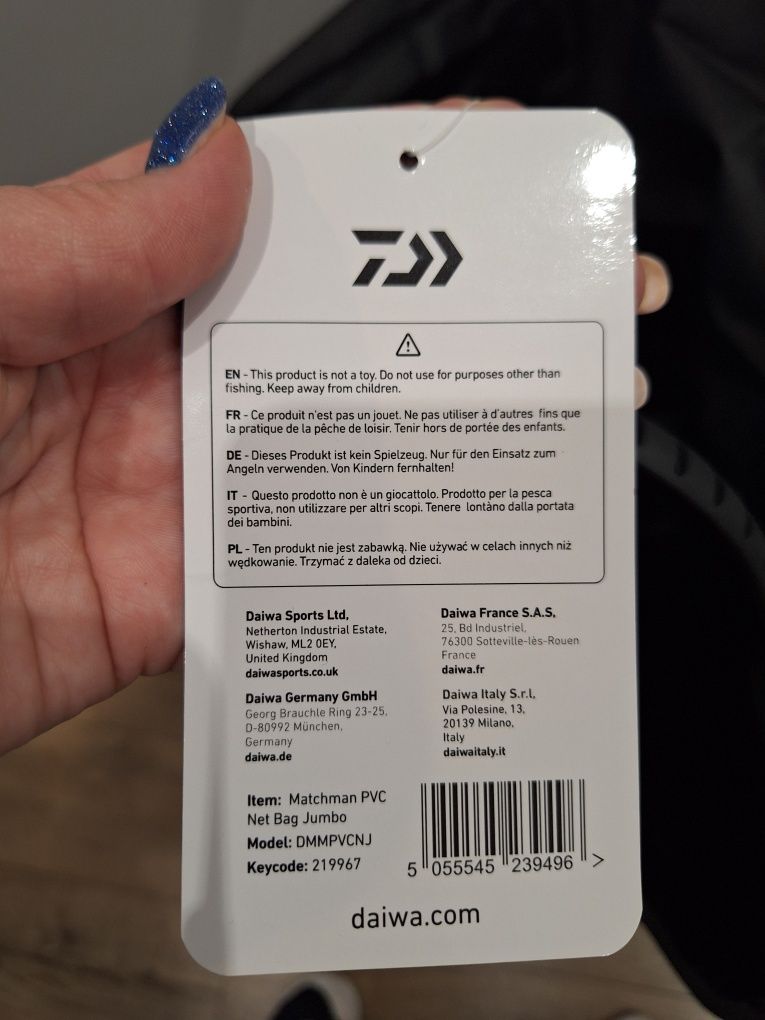 EN - This product is not a toy. Do not use for purposes other than
fishing. Keep away from children.
FR - Ce produit n'est pas un jouet. Ne pas utiliser à d'autres fins que
la pratique de la pêche de loisir. Tenir hors de portée des enfants.
DE - Dieses Produkt ist kein Spielzeug. Nur für den Einsatz zum
Angeln verwenden. Von Kindern fernhalten!
IT - Questo prodotto non è un giocattolo. Prodotto per la pesca
sportiva, non utilizzare per altri scopi. Tenere lontàno dalla portata
dei bambini.
PL - Ten produkt nie jest zabawką. Nie używać w celach innych niż
wędkowanie. Trzymać z daleka od dzieci.
Daiwa Sports Ltd,
Netherton Industrial Estate,
Wishaw, ML2 0EY,
United Kingdom
daiwasports.co.uk
Daiwa France S.A.S,
25, Bd Industriel,
76300 Sotteville-lès-Rouen
France
daiwa.fr
Daiwa Germany GmbH
Georg Brauchle Ring 23-25,
D-80992 München,
Germany
daiwa.de
Daiwa Italy S.r.l,
Via Polesine, 13,
20139 Milano,
Italy
daiwaitaly.it
Item: Matchman PVC
Net Bag Jumbo
Model: DMMPVCNJ
Keycode: 219967
5 055545 239496 >
daiwa.com